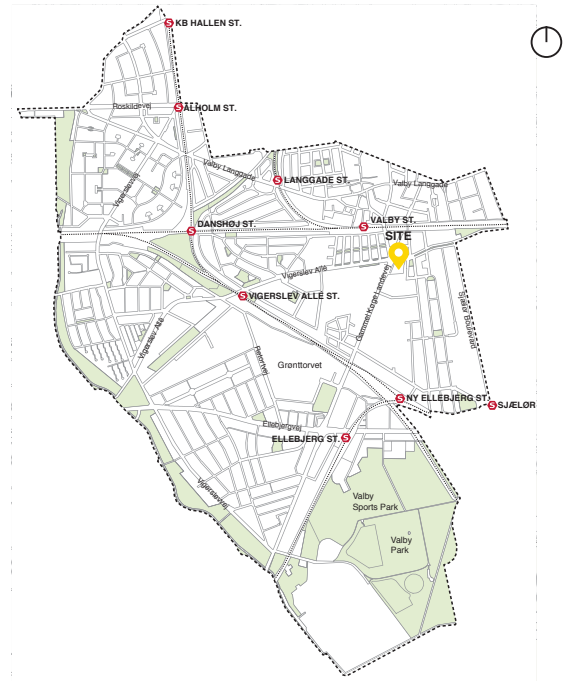 S KB HALLEN ST.
Roskildevej
S ÅLHOLM ST.
Valby Langgade
S LANGGADE ST.
Valby Langgade
Vigerslevvej
S DANSHØJ ST.
S VALBY ST.
SITE
Vigerslev Allé
Gammel Køge Landevej
Sjælør Boulevard
S VIGERSLEV ALLÉ ST.
Vigerslev Allé
Retortvej
Grønttorvet
S NY ELLEBJERG ST.
S SJÆLØR
Ellebjergvej
ELLEBJERG ST. S
Vigerslevvej
Valby
Sports Park
Valby
Park